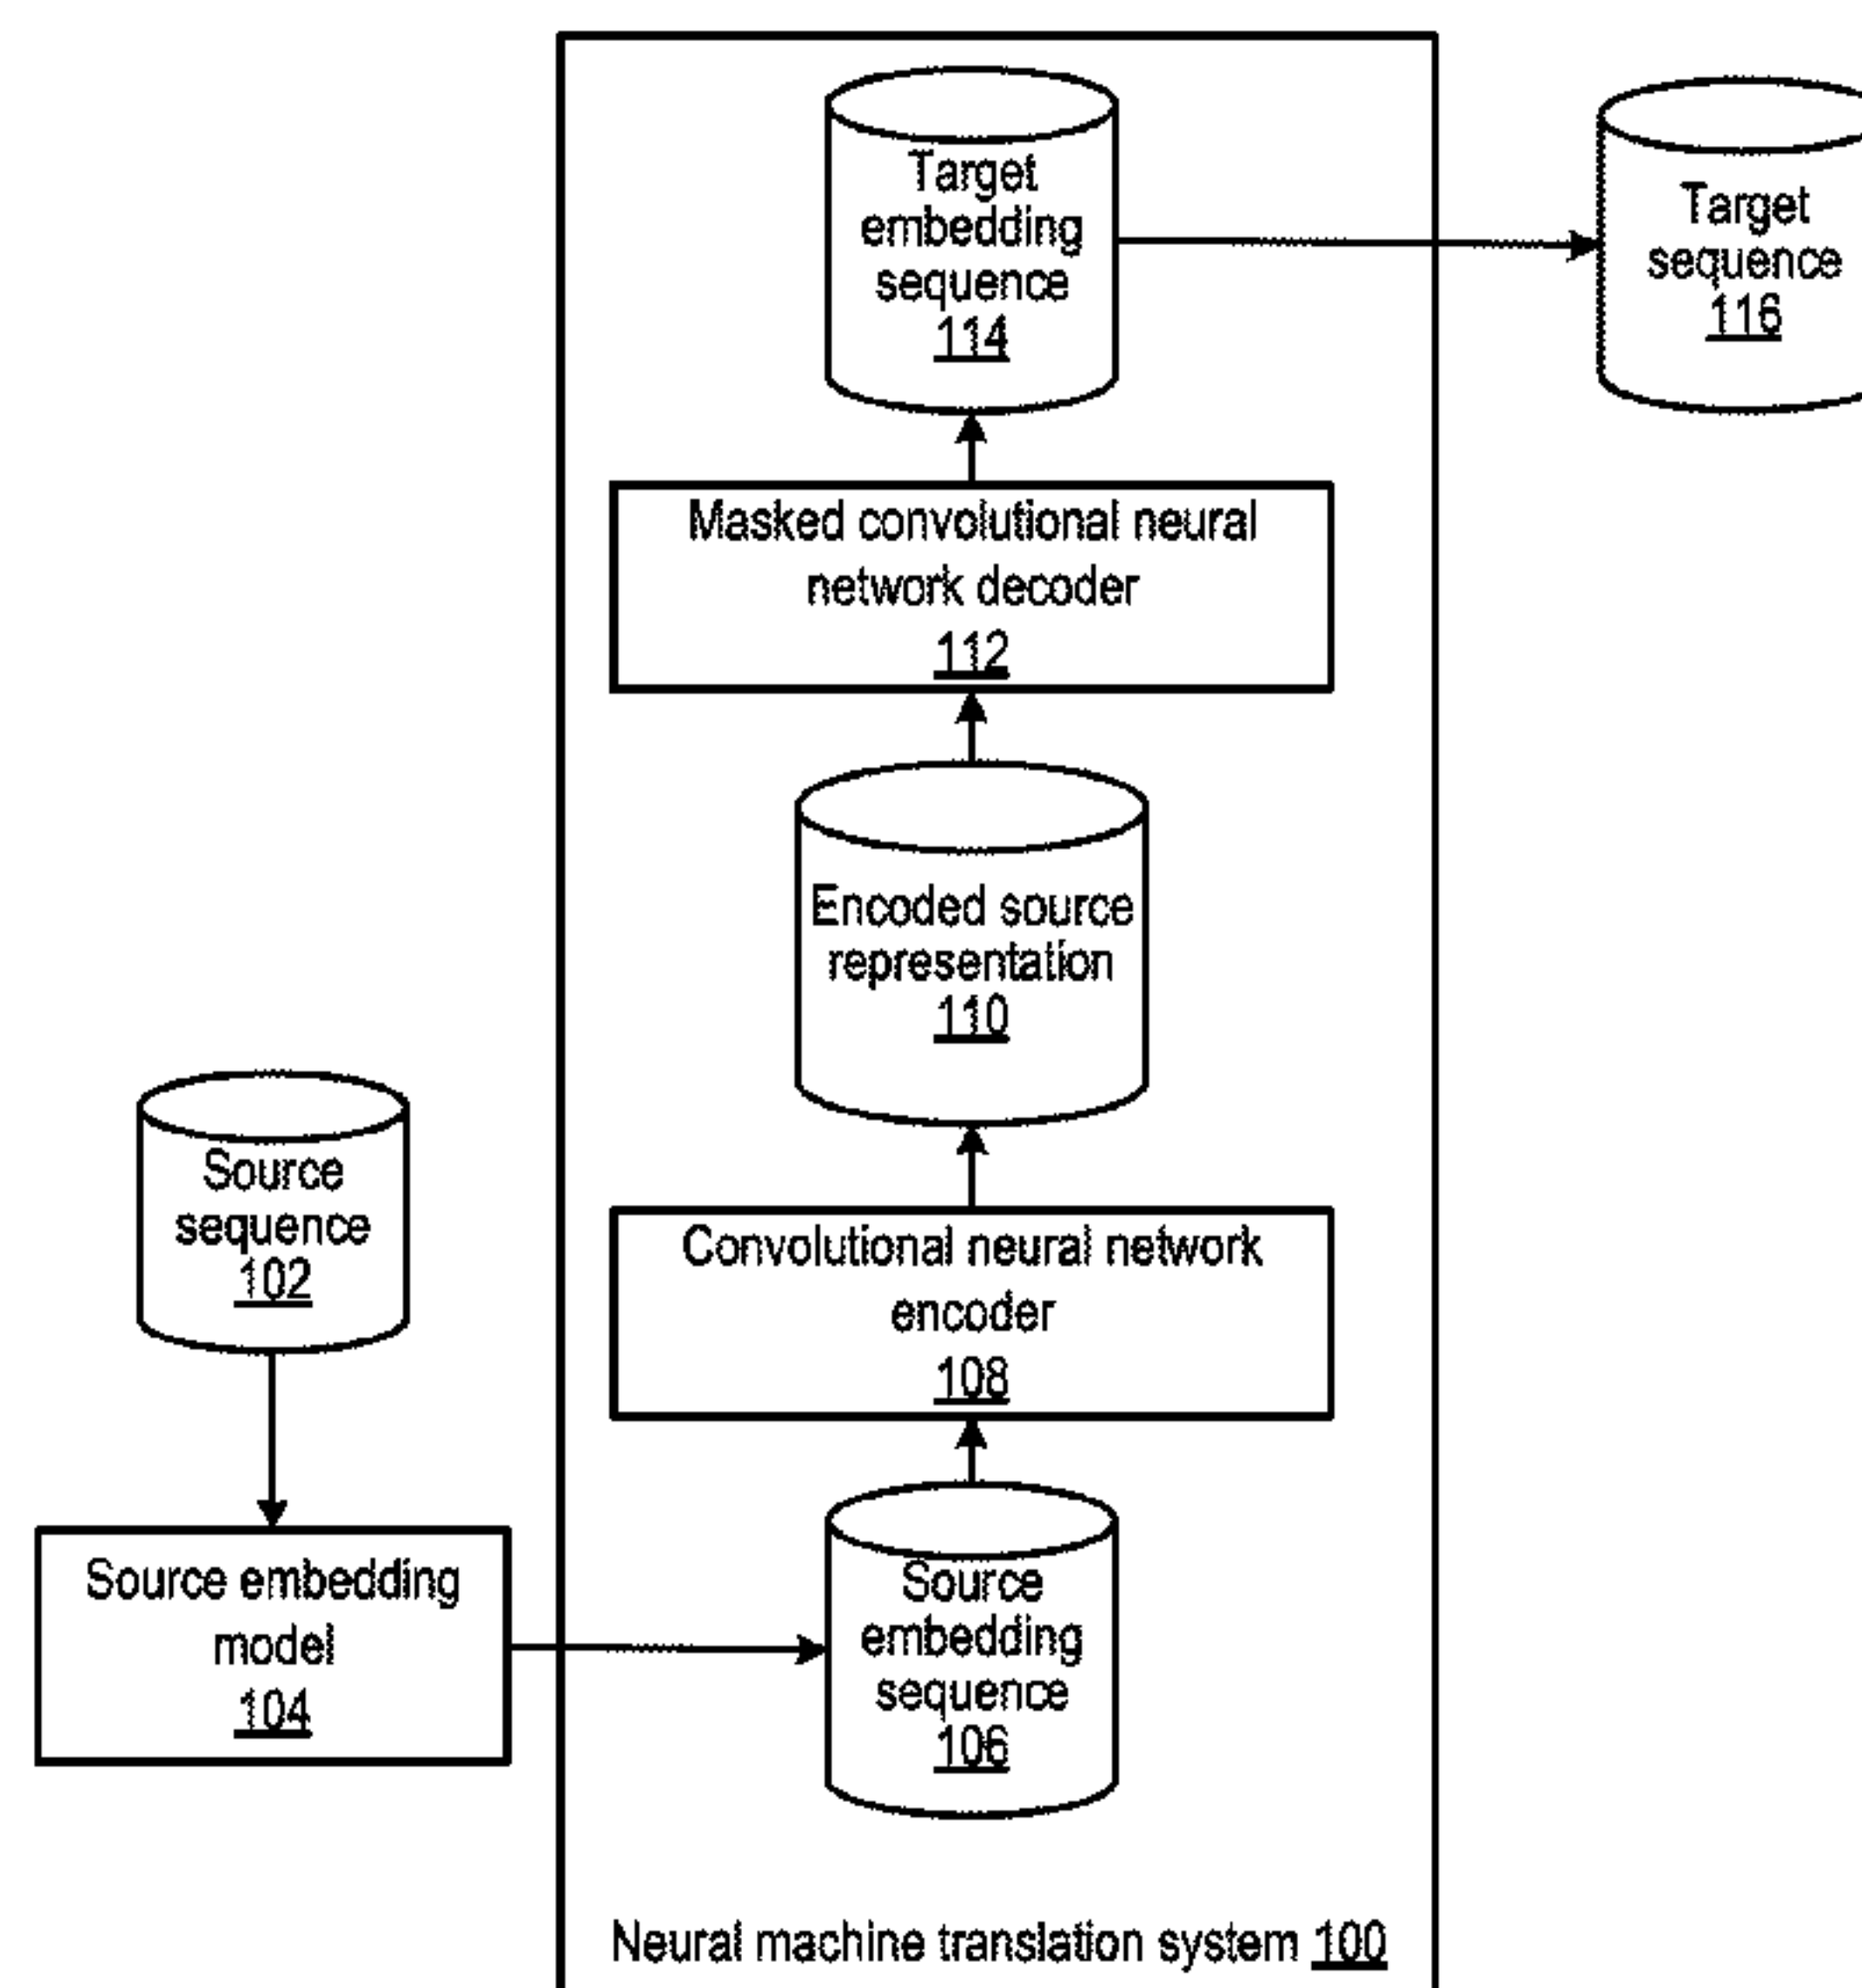 Target
embedding
sequence
114
Target
sequence
116
Masked convolutional neural
network decoder
112
Encoded source
representation
110
Source
sequence
102
Convolutional neural network
encoder
108
Source embedding
model
104
Source
embedding
sequence
106
Neural machine translation system 100